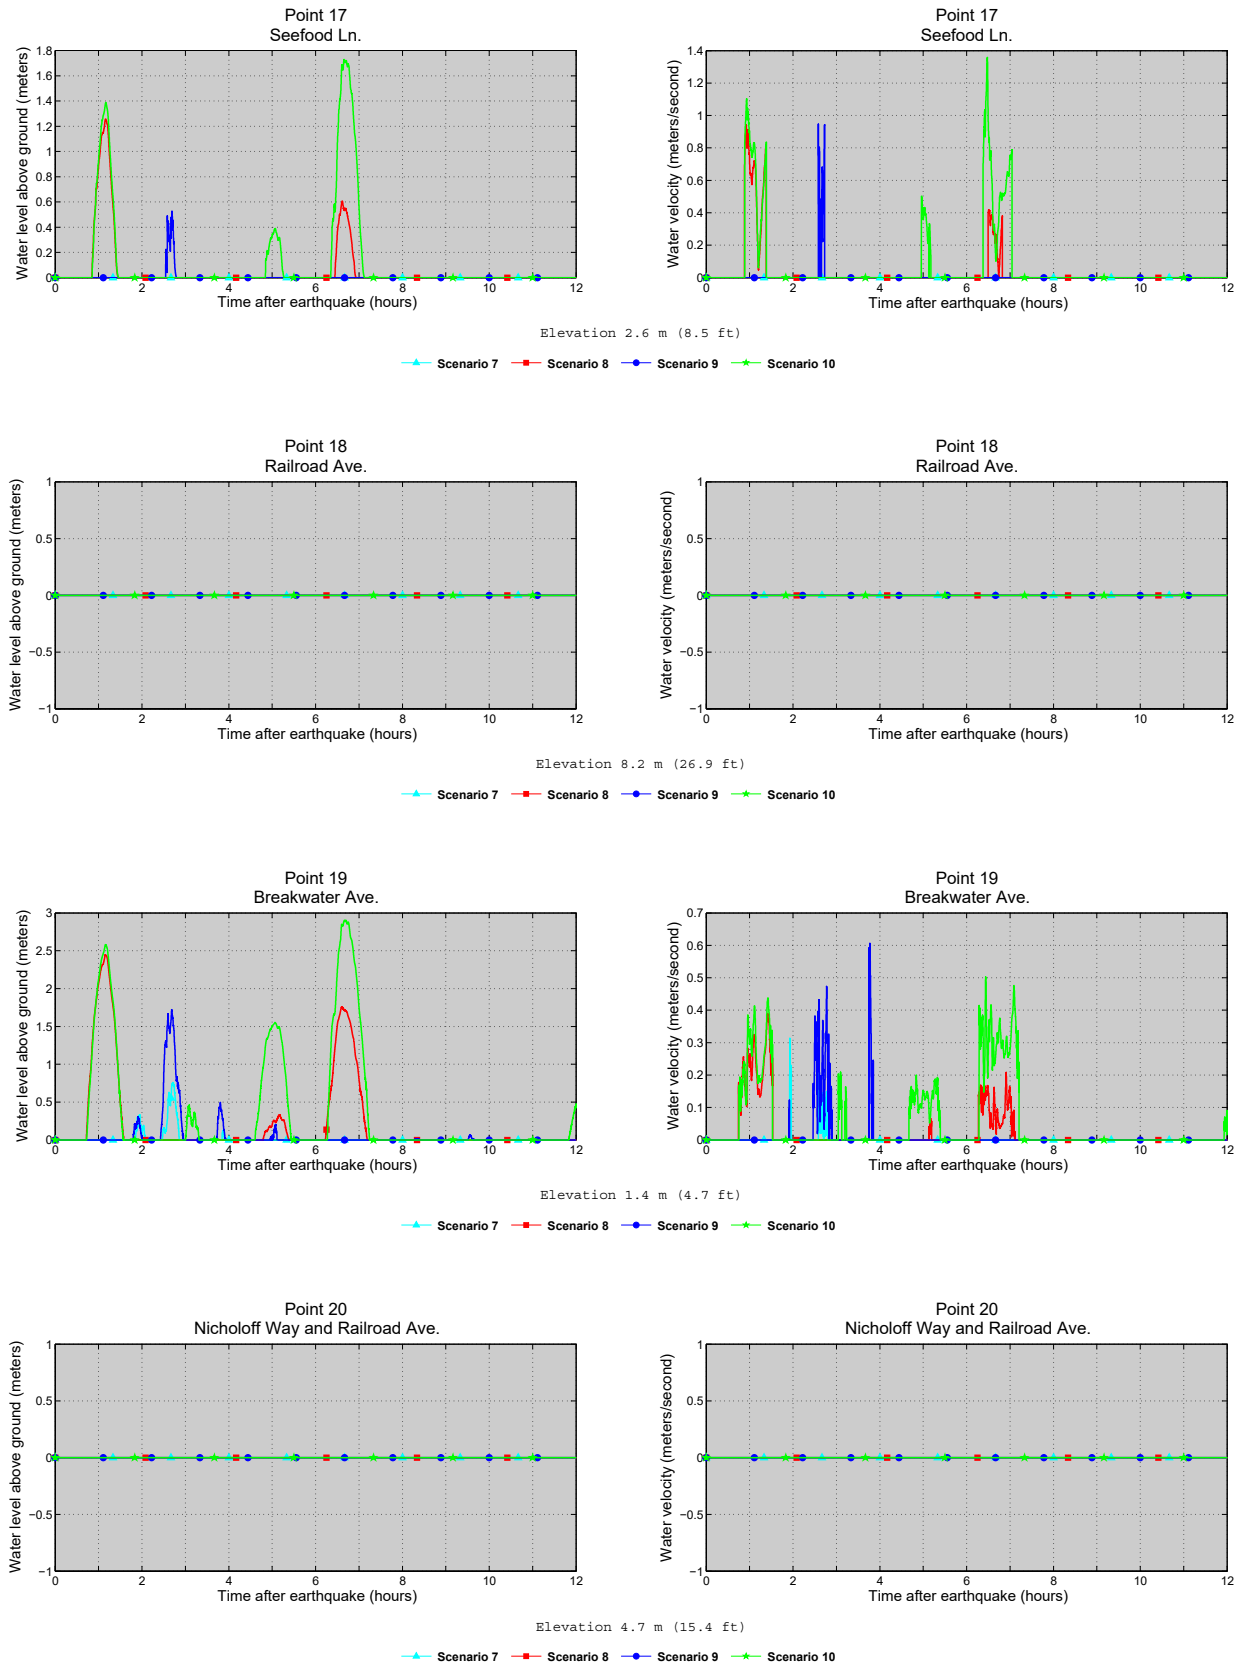 Point 17
Seefood Ln.
Water level above ground (meters)
1.8
1.6
1.4
1.2
1
0.8
0.6
0.4
0.2
0
0 2 4 6 8 10 12
Time after earthquake (hours)
Point 17
Seefood Ln.
Water velocity (meters/second)
1.4
1.2
1
0.8
0.6
0.4
0.2
0
0 2 4 6 8 10 12
Time after earthquake (hours)
Elevation 2.6 m (8.5 ft)
Scenario 7 Scenario 8 Scenario 9 Scenario 10
Point 18
Railroad Ave.
Water level above ground (meters)
1
0.5
0
−0.5
−1
0 2 4 6 8 10 12
Time after earthquake (hours)
Point 18
Railroad Ave.
Water velocity (meters/second)
1
0.5
0
−0.5
−1
0 2 4 6 8 10 12
Time after earthquake (hours)
Elevation 8.2 m (26.9 ft)
Scenario 7 Scenario 8 Scenario 9 Scenario 10
Point 19
Breakwater Ave.
Water level above ground (meters)
3
2.5
2
1.5
1
0.5
0
0 2 4 6 8 10 12
Time after earthquake (hours)
Point 19
Breakwater Ave.
Water velocity (meters/second)
0.7
0.6
0.5
0.4
0.3
0.2
0.1
0
0 2 4 6 8 10 12
Time after earthquake (hours)
Elevation 1.4 m (4.7 ft)
Scenario 7 Scenario 8 Scenario 9 Scenario 10
Point 20
Nicholoff Way and Railroad Ave.
Water level above ground (meters)
1
0.5
0
−0.5
−1
0 2 4 6 8 10 12
Time after earthquake (hours)
Point 20
Nicholoff Way and Railroad Ave.
Water velocity (meters/second)
1
0.5
0
−0.5
−1
0 2 4 6 8 10 12
Time after earthquake (hours)
Elevation 4.7 m (15.4 ft)
Scenario 7 Scenario 8 Scenario 9 Scenario 10